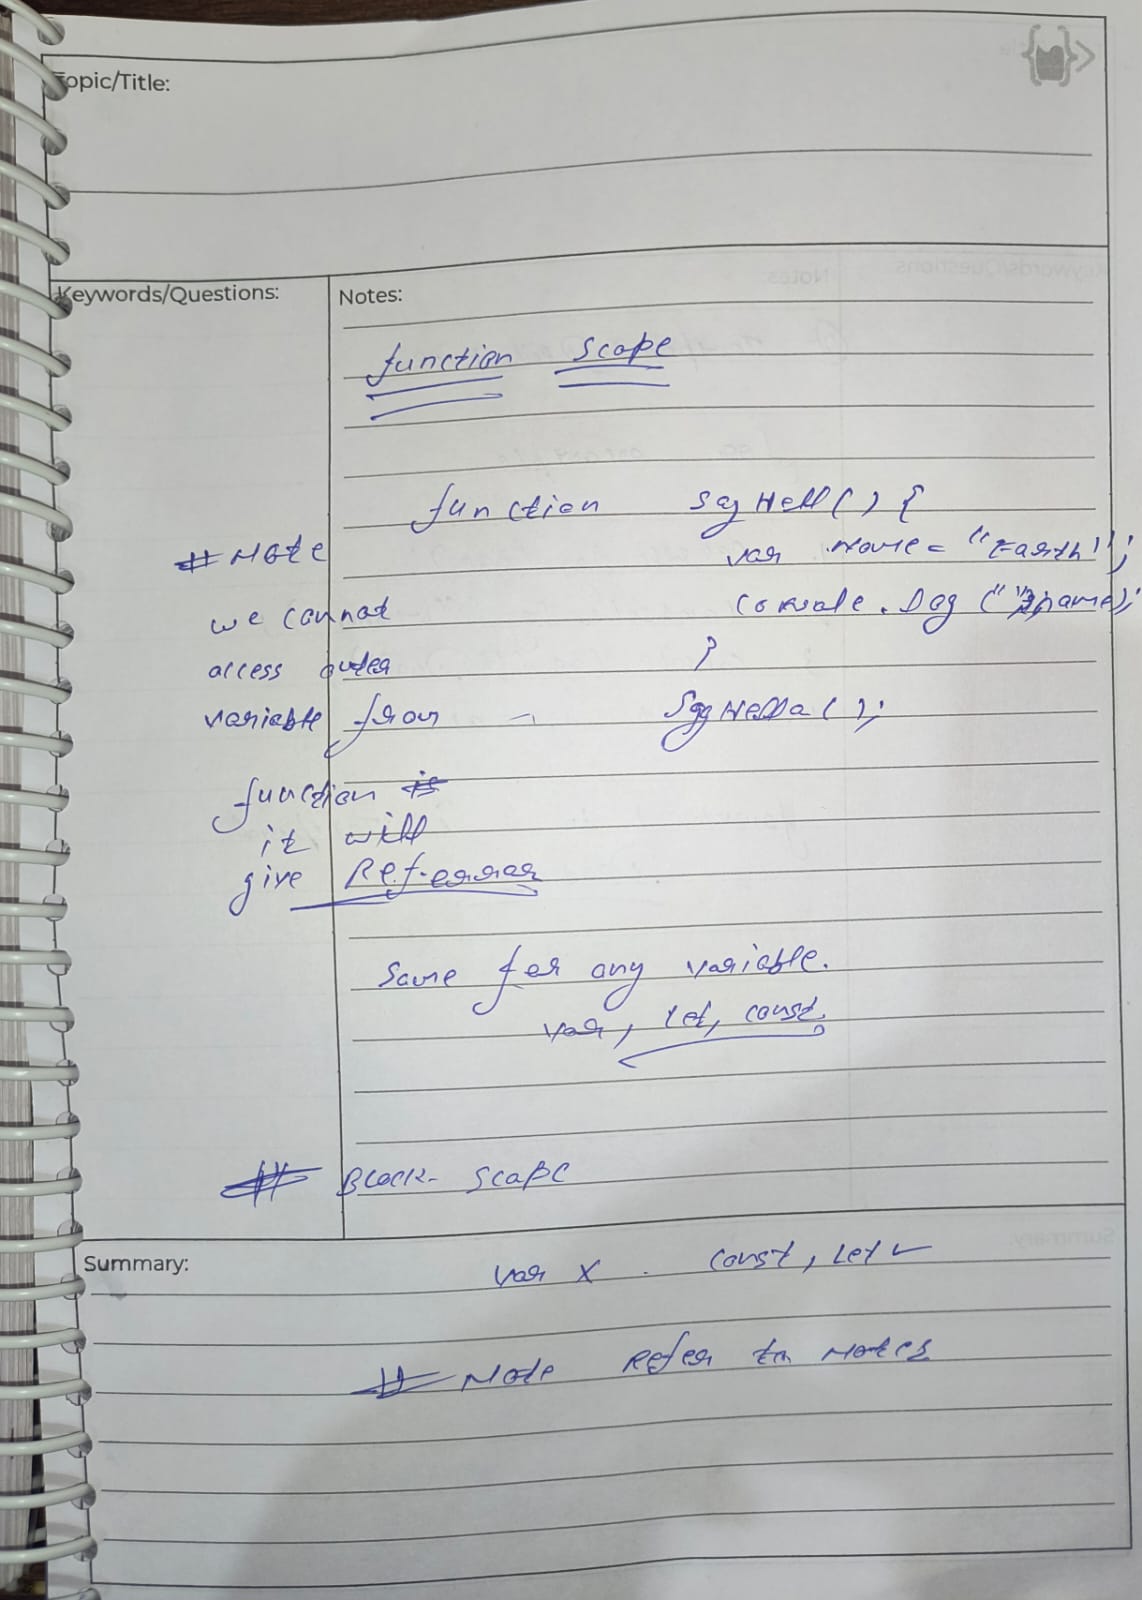 Topic/Title:
Keywords/Questions:
Notes:
function scope
function sayHell() {
var name = "Earth";
console.log(name);
}
SayHello();
# Note
we cannot
access outer
variable from
function
it will
give Ref-error
Same for any variable.
var, let, const.
# Block-Scope
Summary:
var x . const, let ✓
# Note Refer to Notes